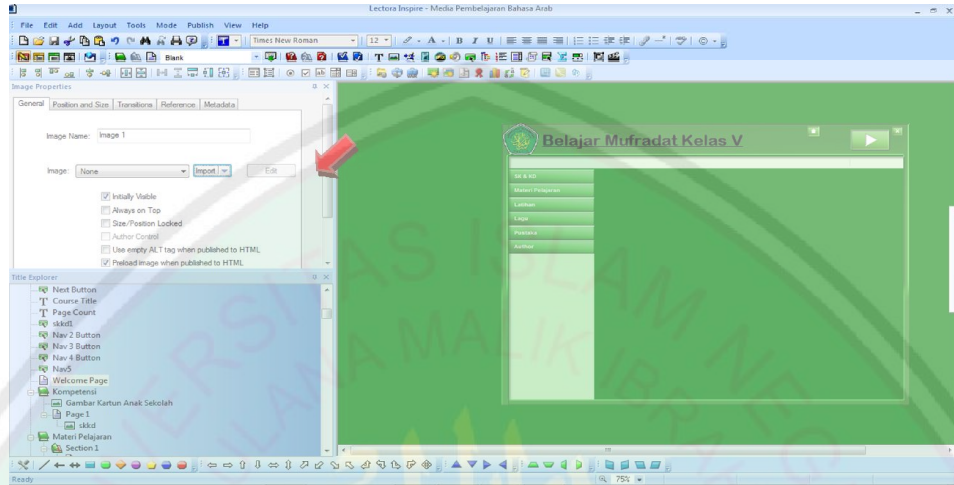 Lectora Inspire - Media Pembelajaran Bahasa Arab
File Edit Add Layout Tools Mode Publish View Help
Times New Roman 12 A B I U
Blank
Image Properties
General Position and Size Transitions Reference Metadata
Image Name: Image 1
Image: None Import Edit
Initially Visible
Always on Top
Size/Position Locked
Author Control
Use empty ALT tag when published to HTML
Preload image when published to HTML
Title Explorer
Next Button
Course Title
Page Count
skkd1
Nav 2 Button
Nav 3 Button
Nav 4 Button
Nav5
Welcome Page
Kompetensi
Gambar Kartun Anak Sekolah
Page 1
skkd
Materi Pelajaran
Section 1
Belajar Mufradat Kelas V
SK & KD
Materi Pelajaran
Latihan
Lagu
Pustaka
Author
Ready 75%